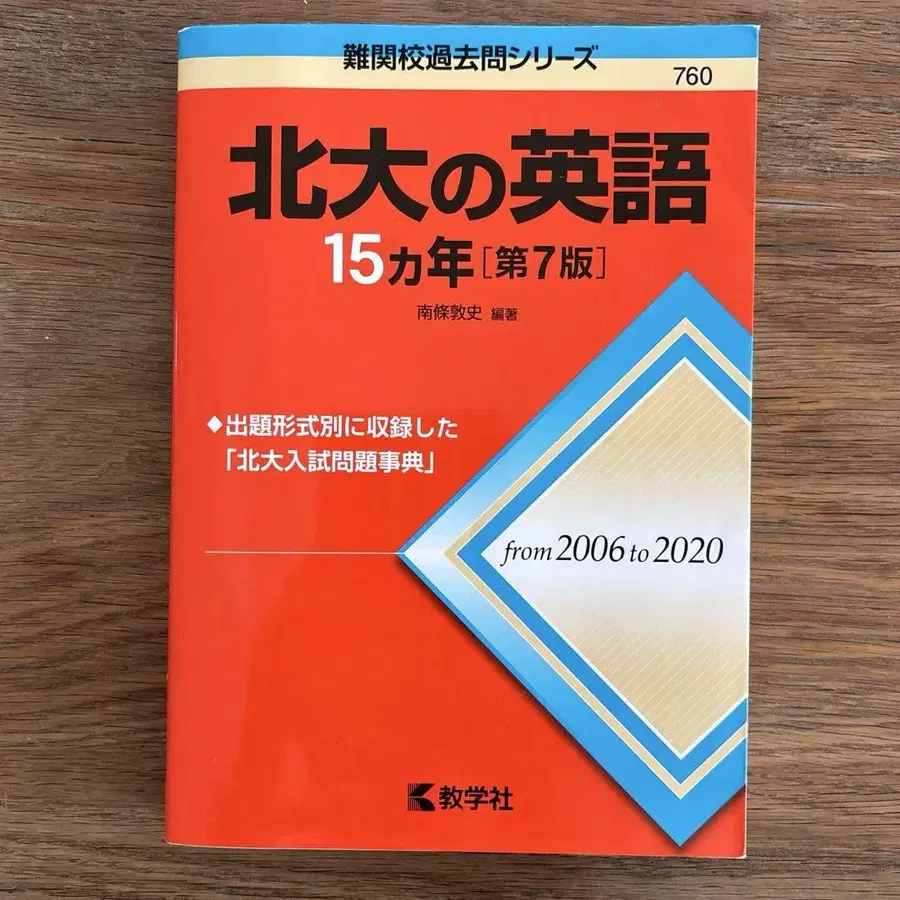 難関校過去問シリーズ
760
北大の英語
15ヵ年[第7版]
南條敦史 編著
◆出題形式別に収録した
「北大入試問題事典」
from 2006 to 2020
教学社